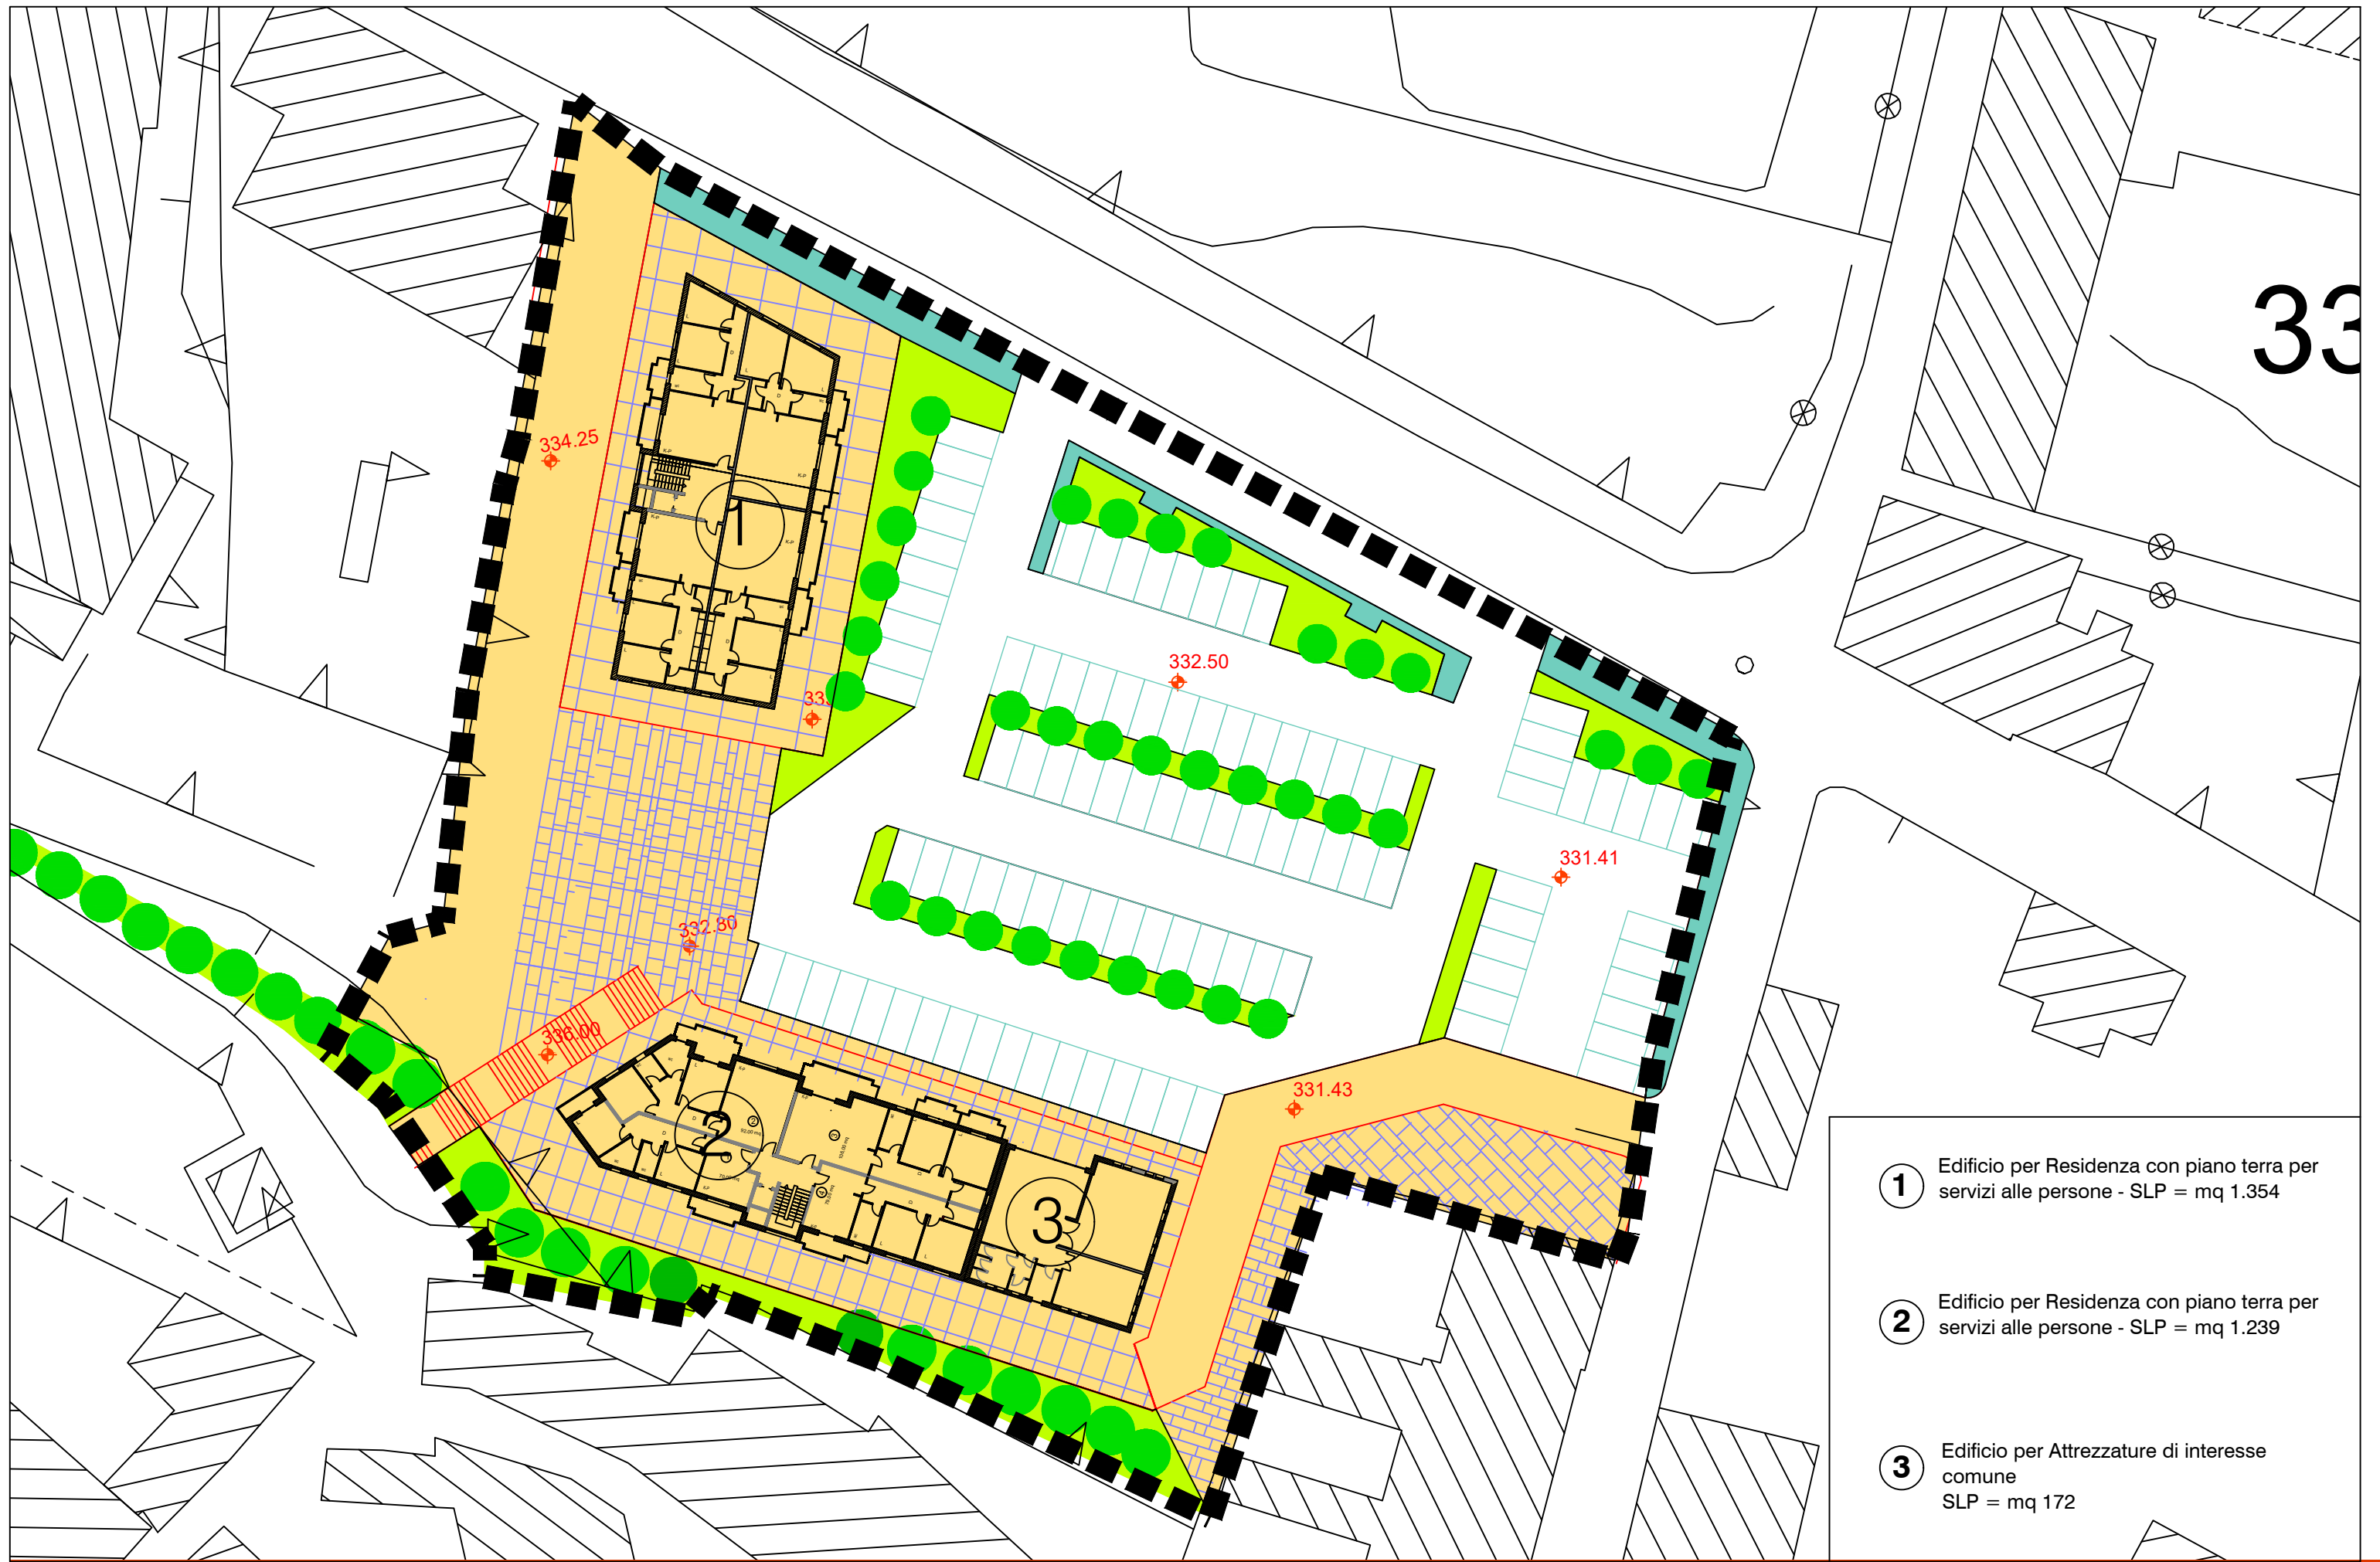 33
334.25
1
332.50
33
331.41
332.80
336.00
331.43
2
3
1
Edificio per Residenza con piano terra per
servizi alle persone - SLP = mq 1.354
2
Edificio per Residenza con piano terra per
servizi alle persone - SLP = mq 1.239
3
Edificio per Attrezzature di interesse
comune
SLP = mq 172